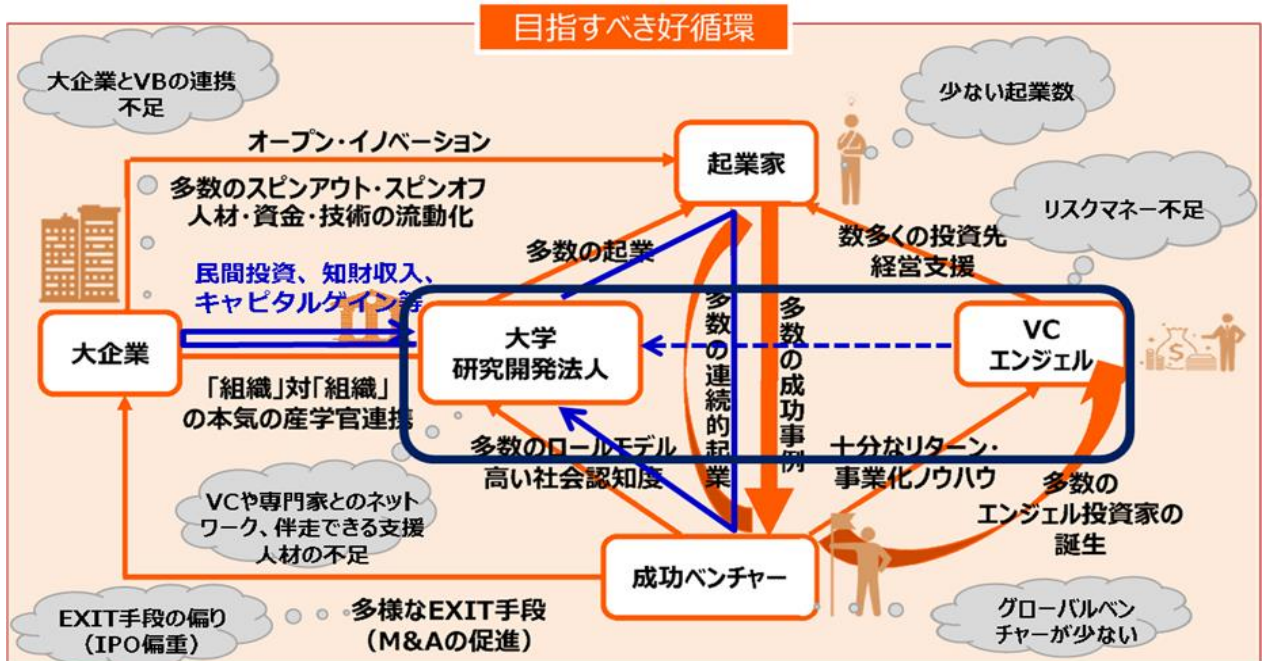 目指すべき好循環
大企業とVBの連携
不足
少ない起業数
オープン・イノベーション
起業家
多数のスピンアウト・スピンオフ
人材・資金・技術の流動化
リスクマネー不足
多数の起業
数多くの投資先
経営支援
民間投資、知財収入、
キャピタルゲイン等
大企業
大学
研究開発法人
多数の連続的起業
多数の成功事例
VC
エンジェル
「組織」対「組織」
の本気の産学官連携
多数のロールモデル
高い社会認知度
十分なリターン・
事業化ノウハウ
多数の
エンジェル投資家の
誕生
VCや専門家とのネット
ワーク、伴走できる支援
人材の不足
成功ベンチャー
EXIT手段の偏り
（IPO偏重）
多様なEXIT手段
（M&Aの促進）
グローバルベン
チャーが少ない